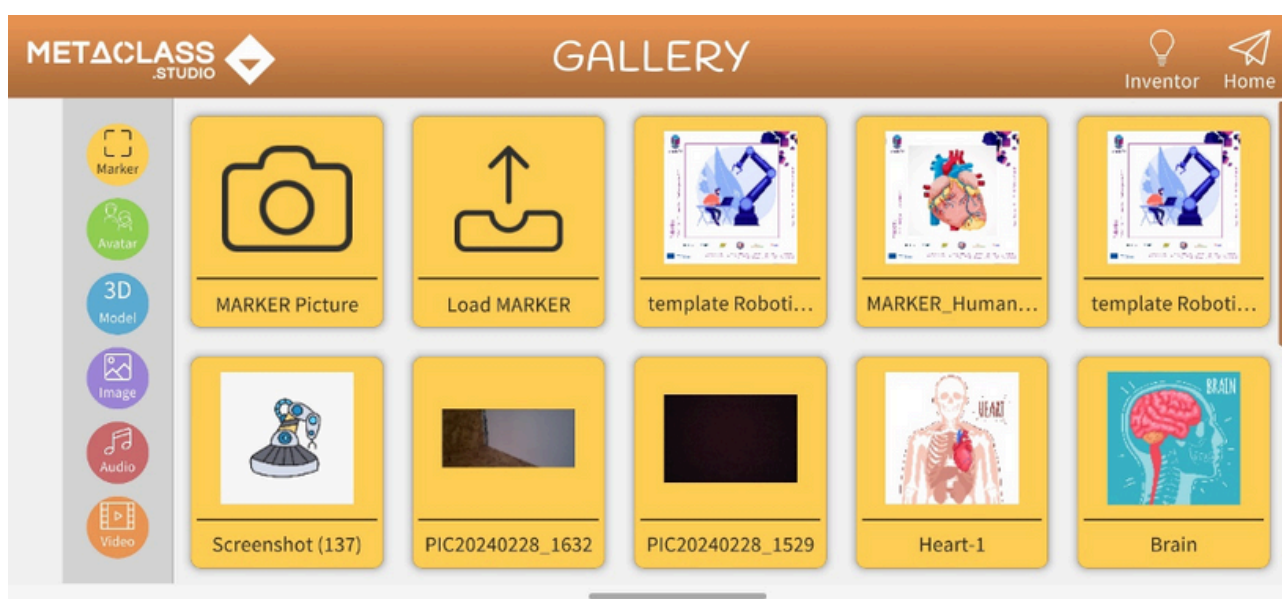 METΔCLASS
.STUDIO
GALLERY
Inventor
Home
Marker
Avatar
3D
Model
Image
Audio
Video
MARKER Picture
Load MARKER
template Roboti...
MARKER_Human...
template Roboti...
Screenshot (137)
PIC20240228_1632
PIC20240228_1529
HEART
Heart-1
BRAIN
Brain